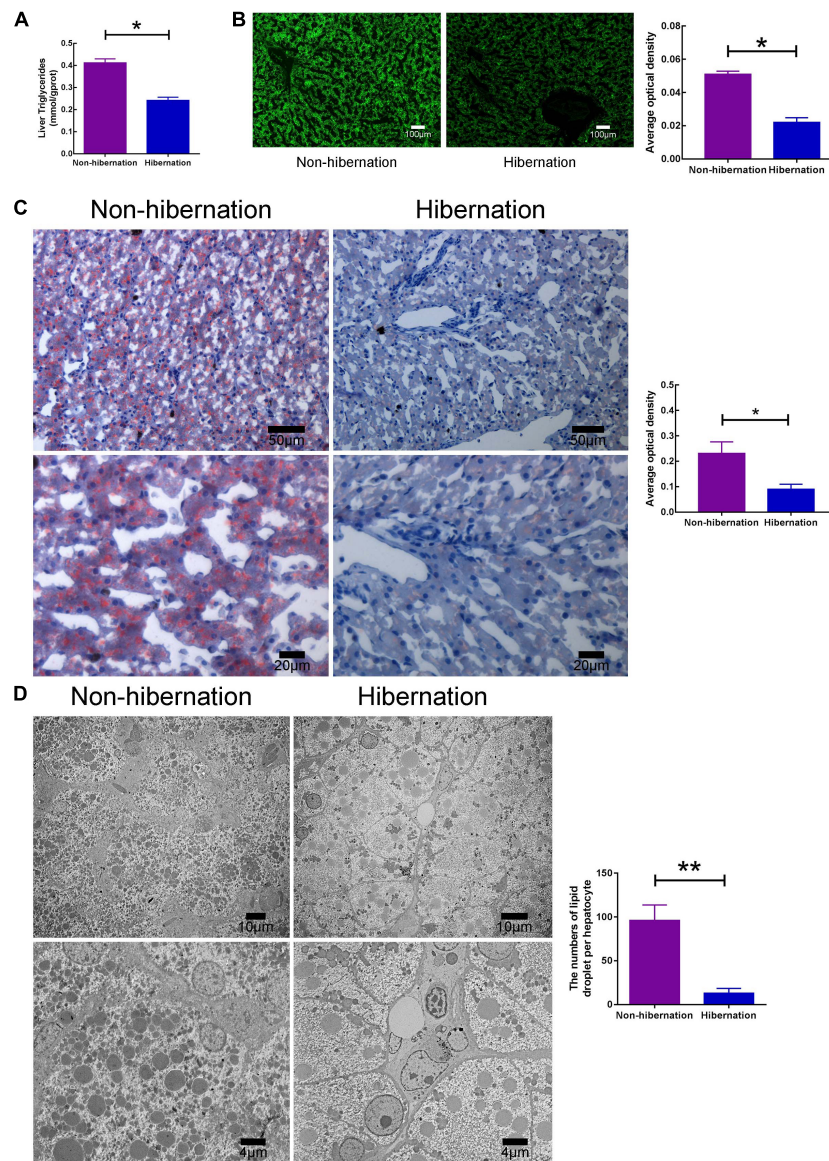 A
*
Liver Triglycerides
(mmol/gprot)
0.5
0.4
0.3
0.2
0.1
0.0
Non-hibernation
Hibernation
B
100μm
100μm
Non-hibernation
Hibernation
*
Average optical density
0.08
0.06
0.04
0.02
0.00
Non-hibernation
Hibernation
C
Non-hibernation
Hibernation
50μm
50μm
20μm
20μm
*
Average optical density
0.5
0.4
0.3
0.2
0.1
0.0
Non-hibernation
Hibernation
D
Non-hibernation
Hibernation
10μm
10μm
4μm
4μm
**
The numbers of lipid
droplet per hepatocyte
150
100
50
0
Non-hibernation
Hibernation